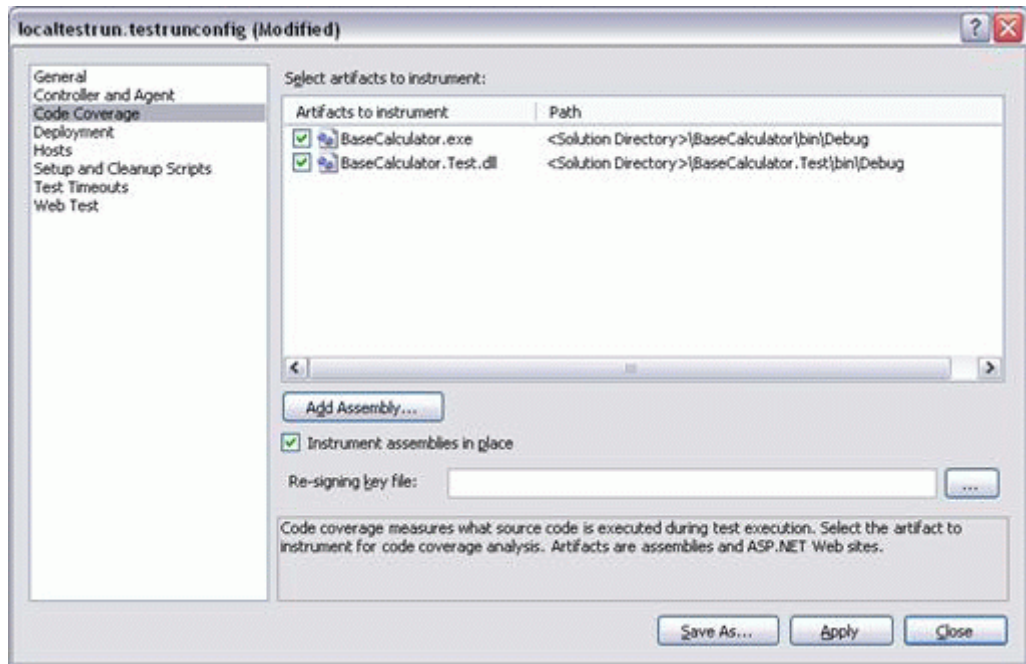 localtestrun.testrunconfig (Modified)
General
Controller and Agent
Code Coverage
Deployment
Hosts
Setup and Cleanup Scripts
Test Timeouts
Web Test
Select artifacts to instrument:
Artifacts to instrument Path
BaseCalculator.exe <Solution Directory>\BaseCalculator\bin\Debug
BaseCalculator.Test.dll <Solution Directory>\BaseCalculator.Test\bin\Debug
Add Assembly...
Instrument assemblies in place
Re-signing key file:
...
Code coverage measures what source code is executed during test execution. Select the artifact to
instrument for code coverage analysis. Artifacts are assemblies and ASP.NET Web sites.
Save As... Apply Close